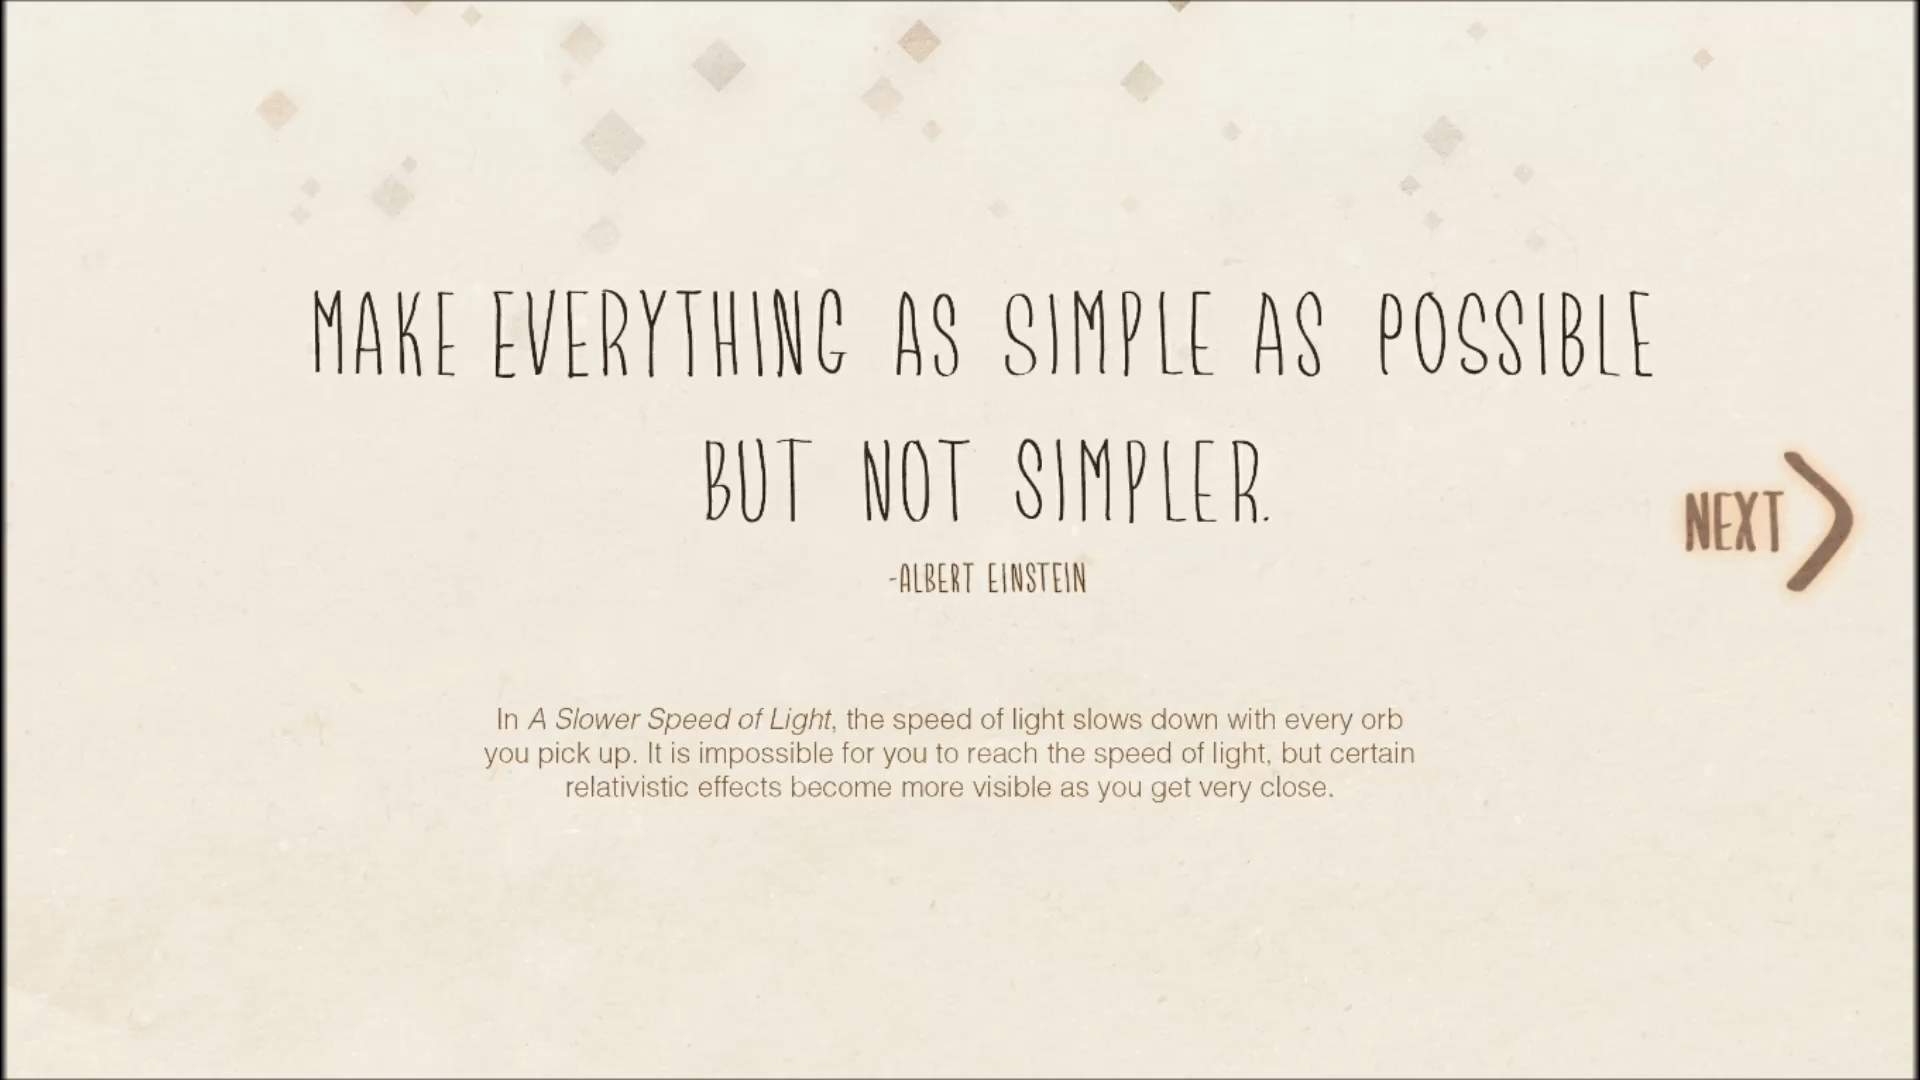 MAKE EVERYTHING AS SIMPLE AS POSSIBLE
BUT NOT SIMPLER.
-ALBERT EINSTEIN
NEXT
In A Slower Speed of Light, the speed of light slows down with every orb
you pick up. It is impossible for you to reach the speed of light, but certain
relativistic effects become more visible as you get very close.